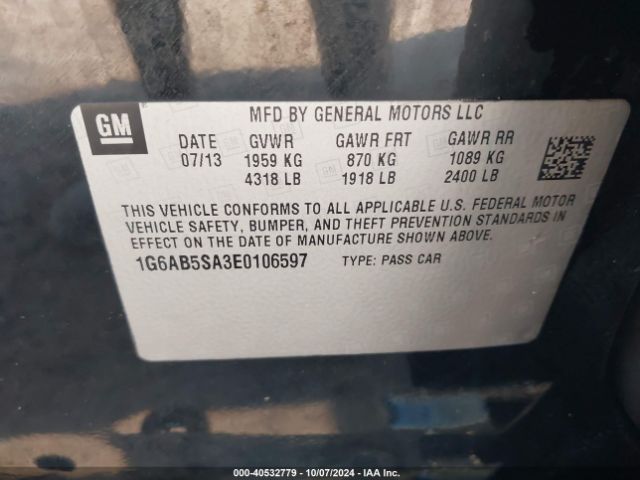 GM
MFD BY GENERAL MOTORS LLC
DATE GVWR GAWR FRT GAWR RR
07/13 1959 KG 870 KG 1089 KG
4318 LB 1918 LB 2400 LB
THIS VEHICLE CONFORMS TO ALL APPLICABLE U.S. FEDERAL MOTOR
VEHICLE SAFETY, BUMPER, AND THEFT PREVENTION STANDARDS IN
EFFECT ON THE DATE OF MANUFACTURE SHOWN ABOVE.
1G6AB5SA3E0106597 TYPE: PASS CAR
000-40532779 - 10/07/2024 - IAA Inc.